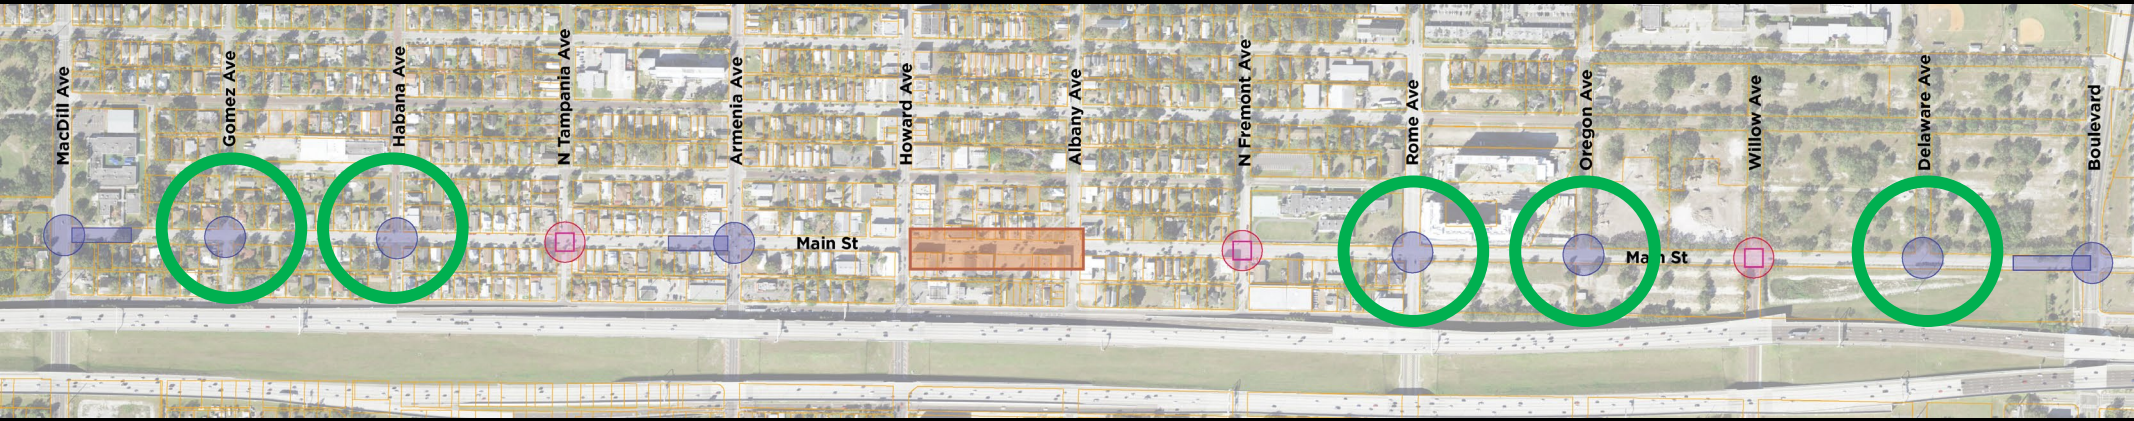 MacDill Ave
Gomez Ave
Habana Ave
N Tampania Ave
Armenia Ave
Howard Ave
Albany Ave
N Fremont Ave
Rome Ave
Oregon Ave
Willow Ave
Delaware Ave
Boulevard
Main St
Main St